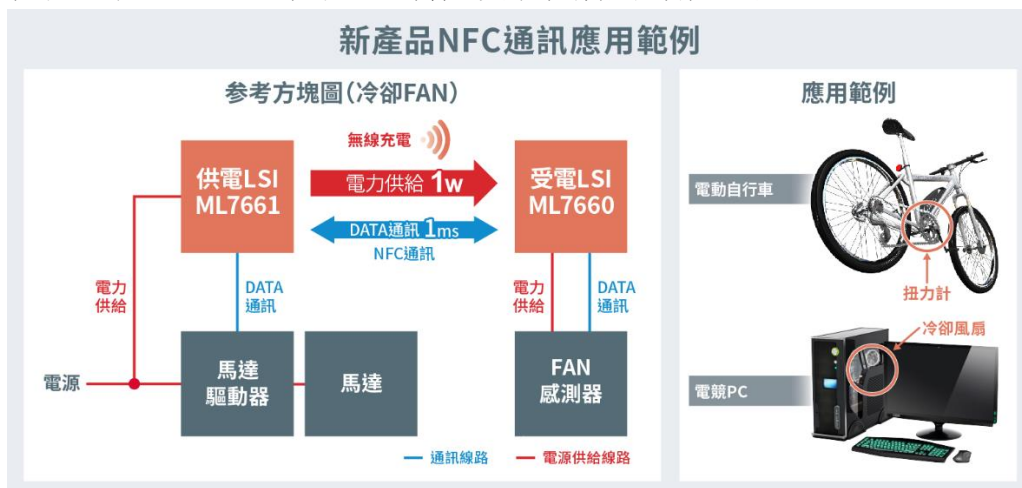 新產品NFC通訊應用範例
参考方塊圖(冷卻FAN)
無線充電
供電LSI
ML7661
電力供給 1w
受電LSI
ML7660
DATA通訊 1ms
NFC通訊
電力
供給
DATA
通訊
電力
供給
DATA
通訊
電源
馬達
驅動器
馬達
FAN
感測器
通訊線路
電源供給線路
應用範例
電動自行車
扭力計
冷卻風扇
電競PC